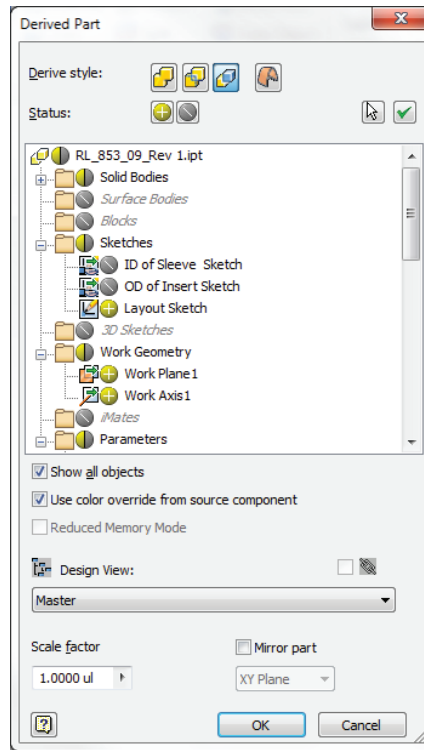 Derived Part
Derive style:
Status:
RL_853_09_Rev 1.ipt
Solid Bodies
Surface Bodies
Blocks
Sketches
ID of Sleeve Sketch
OD of Insert Sketch
Layout Sketch
3D Sketches
Work Geometry
Work Plane1
Work Axis1
iMates
Parameters
Show all objects
Use color override from source component
Reduced Memory Mode
Design View:
Master
Scale factor
Mirror part
1.0000 ul
XY Plane
OK
Cancel